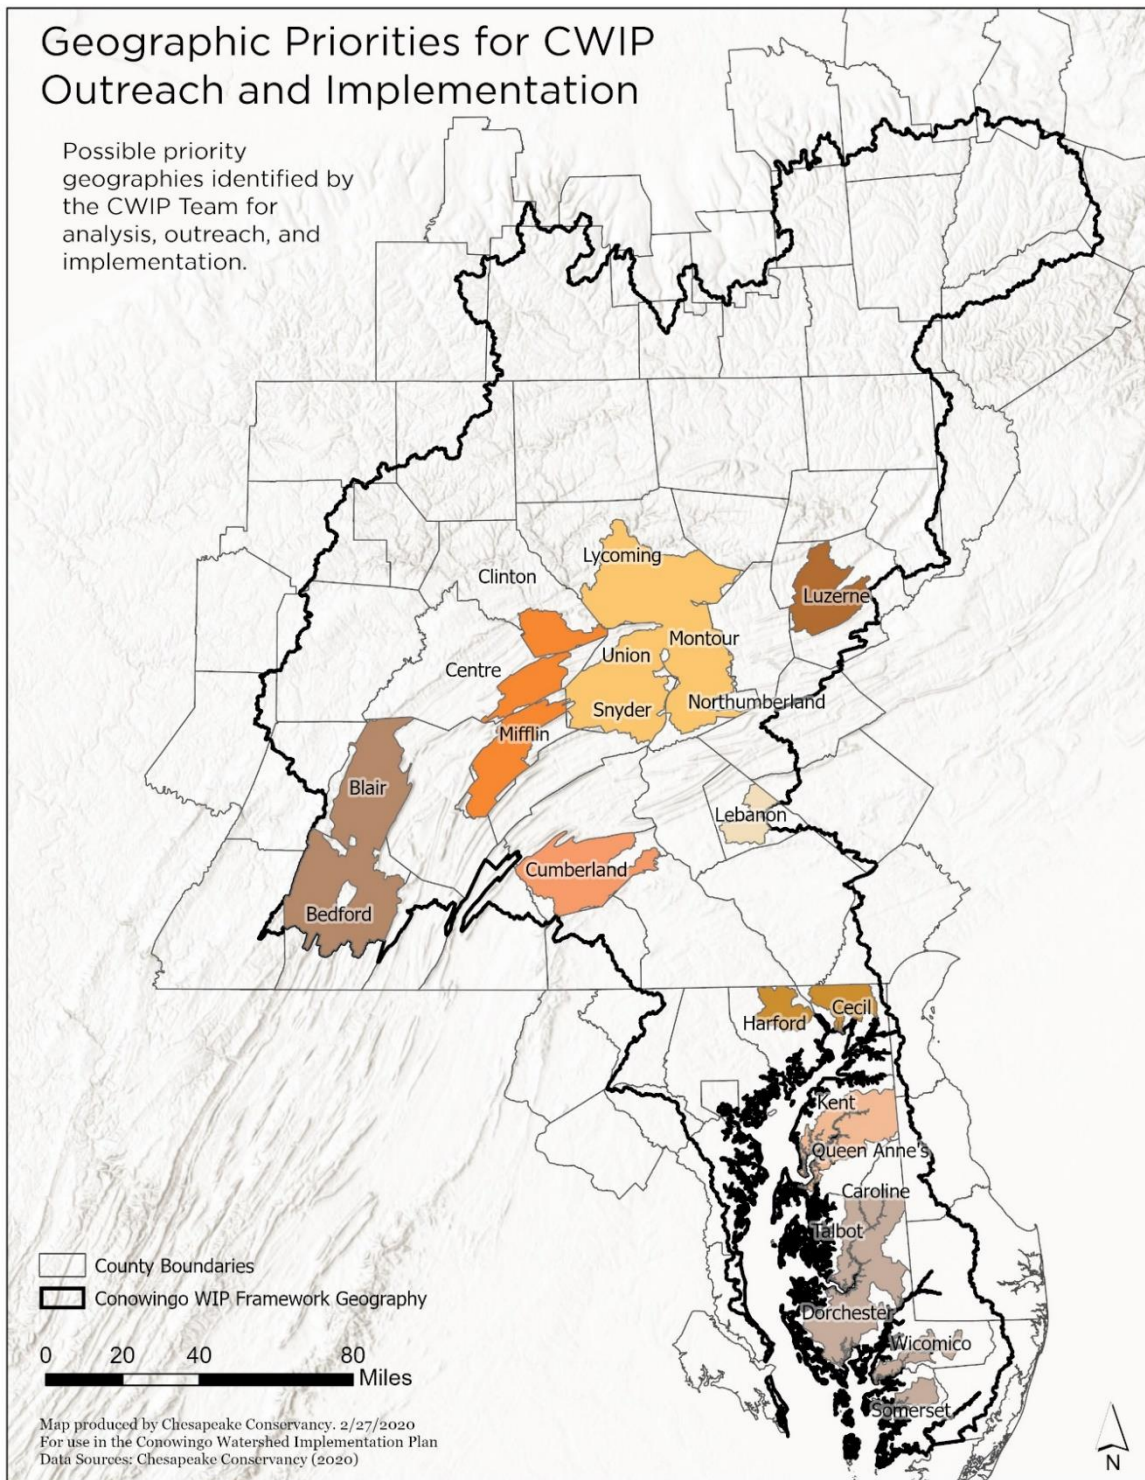 Geographic Priorities for CWIP
Outreach and Implementation
Possible priority
geographies identified by
the CWIP Team for
analysis, outreach, and
implementation.
Lycoming
Clinton
Luzerne
Montour
Union
Centre
Northumberland
Snyder
Mifflin
Blair
Lebanon
Cumberland
Bedford
Cecil
Harford
Kent
Queen Anne's
Caroline
Talbot
Dorchester
Wicomico
Somerset
County Boundaries
Conowingo WIP Framework Geography
0 20 40 80
Miles
Map produced by Chesapeake Conservancy. 2/27/2020
For use in the Conowingo Watershed Implementation Plan
Data Sources: Chesapeake Conservancy (2020)
N